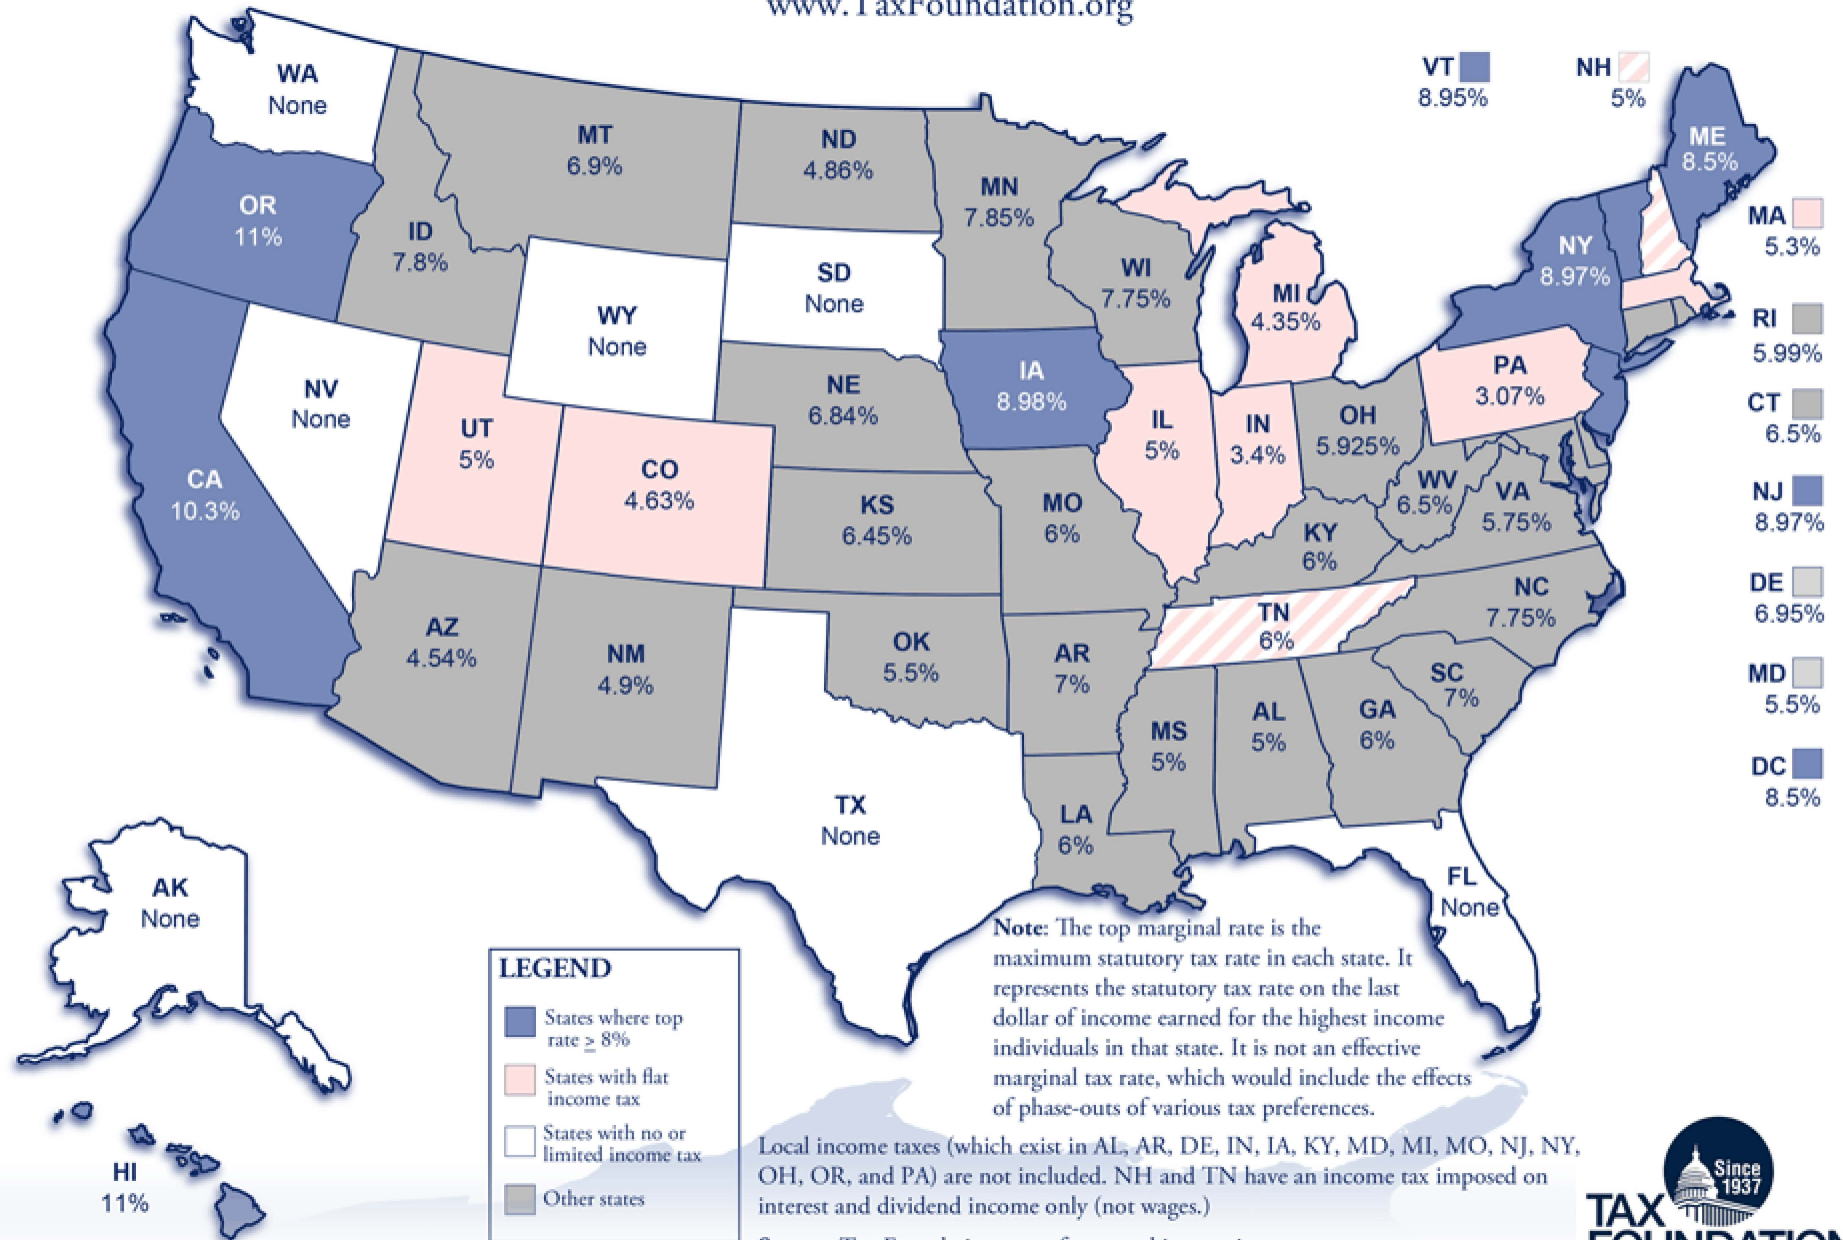 www.TaxFoundation.org
WA
None
MT
6.9%
ND
4.86%
MN
7.85%
VT
8.95%
NH
5%
ME
8.5%
OR
11%
ID
7.8%
WY
None
SD
None
WI
7.75%
MI
4.35%
NY
8.97%
MA
5.3%
RI
5.99%
CT
6.5%
NJ
8.97%
DE
6.95%
MD
5.5%
DC
8.5%
NV
None
UT
5%
CO
4.63%
NE
6.84%
IA
8.98%
IL
5%
IN
3.4%
OH
5.925%
PA
3.07%
CA
10.3%
KS
6.45%
MO
6%
KY
6%
WV
6.5%
VA
5.75%
AZ
4.54%
NM
4.9%
OK
5.5%
AR
7%
TN
6%
NC
7.75%
SC
7%
TX
None
LA
6%
MS
5%
AL
5%
GA
6%
FL
None
AK
None
HI
11%
LEGEND
States where top
rate ≥ 8%
States with flat
income tax
States with no or
limited income tax
Other states
Note: The top marginal rate is the
maximum statutory tax rate in each state. It
represents the statutory tax rate on the last
dollar of income earned for the highest income
individuals in that state. It is not an effective
marginal tax rate, which would include the effects
of phase-outs of various tax preferences.
Local income taxes (which exist in AL, AR, DE, IN, IA, KY, MD, MI, MO, NJ, NY,
OH, OR, and PA) are not included. NH and TN have an income tax imposed on
interest and dividend income only (not wages.)
Since
1937
TAX
FOUNDATION